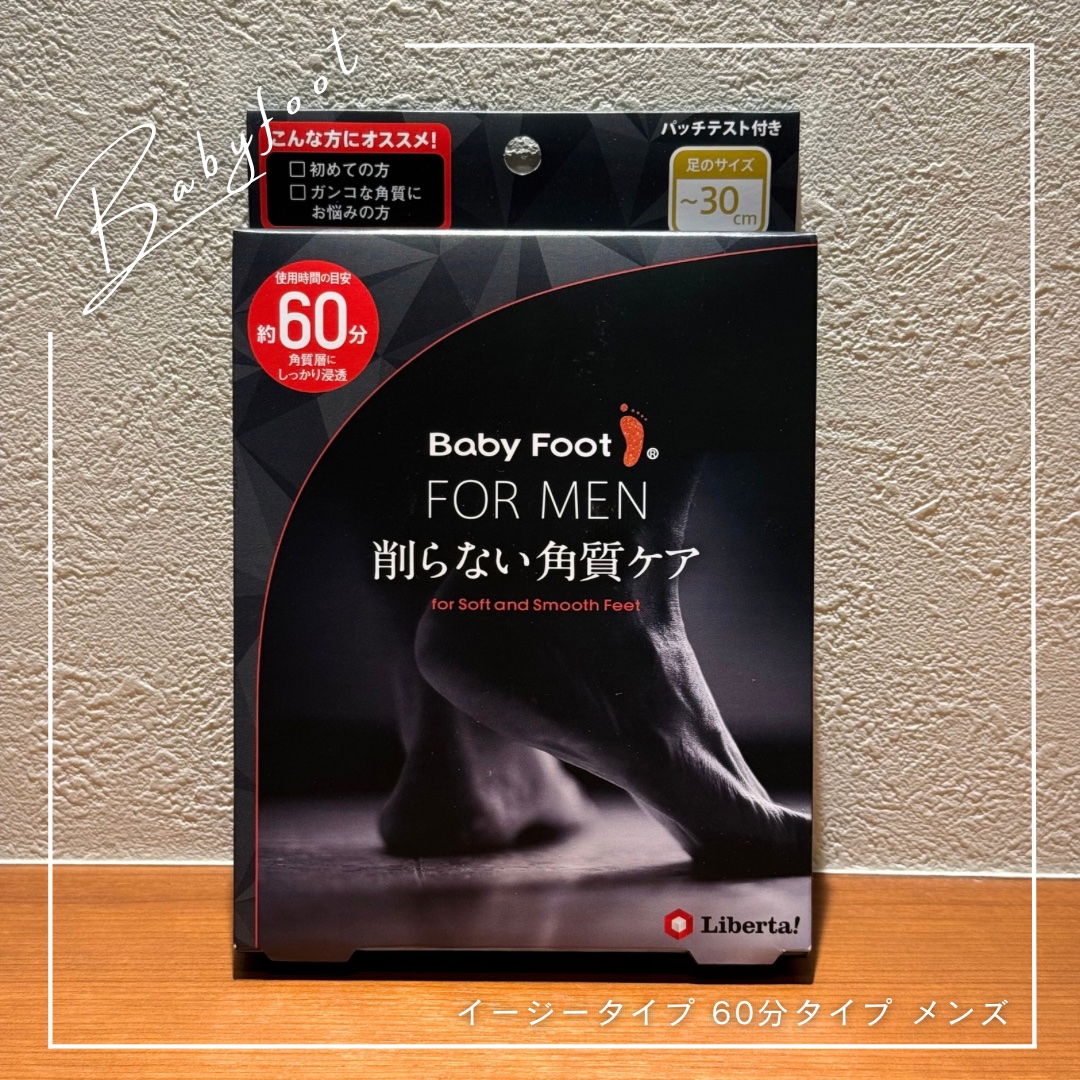 Babyfoot
こんな方にオススメ!
□ 初めての方
□ ガンコな角質に
お悩みの方
パッチテスト付き
足のサイズ
~30cm
使用時間の目安
約60分
角質層に
しっかり浸透
Baby Foot®
FOR MEN
削らない角質ケア
for Soft and Smooth Feet
Liberta!
イージータイプ 60分タイプ メンズ